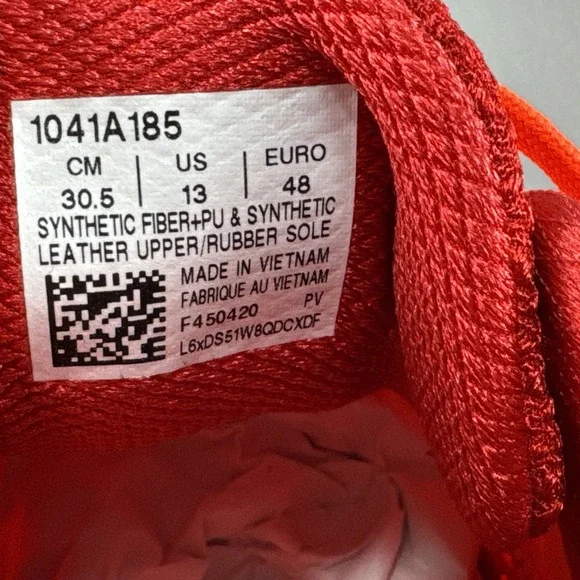 1041A185
CM | US | EURO
30.5 | 13 | 48
SYNTHETIC FIBER+PU & SYNTHETIC
LEATHER UPPER/RUBBER SOLE
MADE IN VIETNAM
FABRIQUE AU VIETNAM
F450420 PV
L6xDS51W8QDCXDF